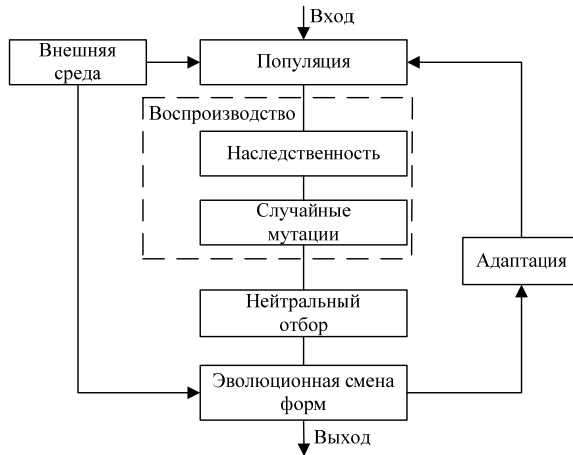 Вход
Внешняя
среда
Популяция
Воспроизводство
Наследственность
Случайные
мутации
Адаптация
Нейтральный
отбор
Эволюционная смена
форм
Выход